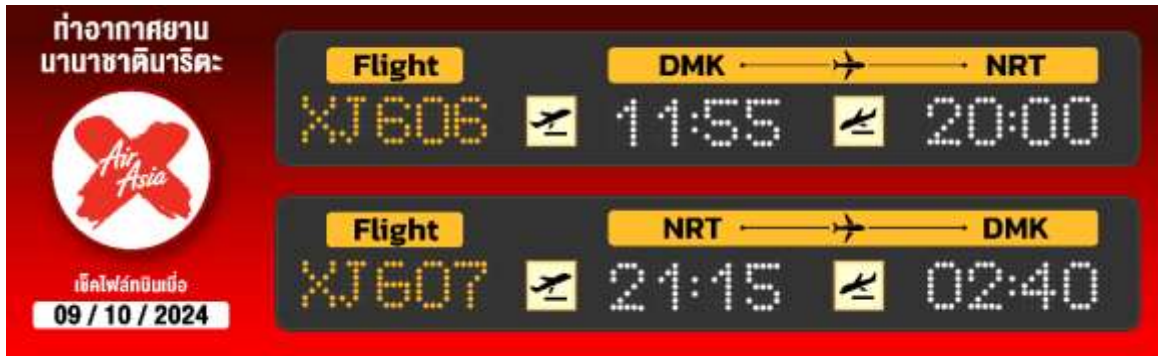 ท่าอากาศยาน
นานาชาตินาริตะ
Air
Asia
เช็คไฟล์ทบินเมื่อ
09 / 10 / 2024
Flight
DMK NRT
XJ606 11:55 20:00
Flight
NRT DMK
XJ607 21:15 02:40